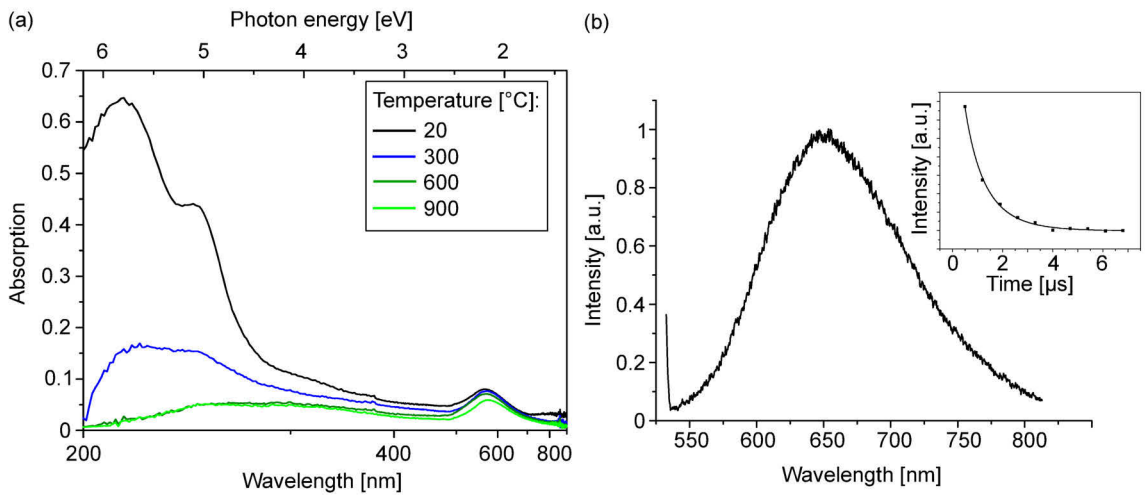 (a)
Photon energy [eV]
6 5 4 3 2
0.7
0.6
0.5
0.4
0.3
0.2
0.1
0
Absorption
Temperature [°C]:
20
300
600
900
200 400 600 800
Wavelength [nm]
(b)
1
0.8
0.6
0.4
0.2
0
Intensity [a.u.]
550 600 650 700 750 800
Wavelength [nm]
Intensity [a.u.]
0 2 4 6
Time [µs]